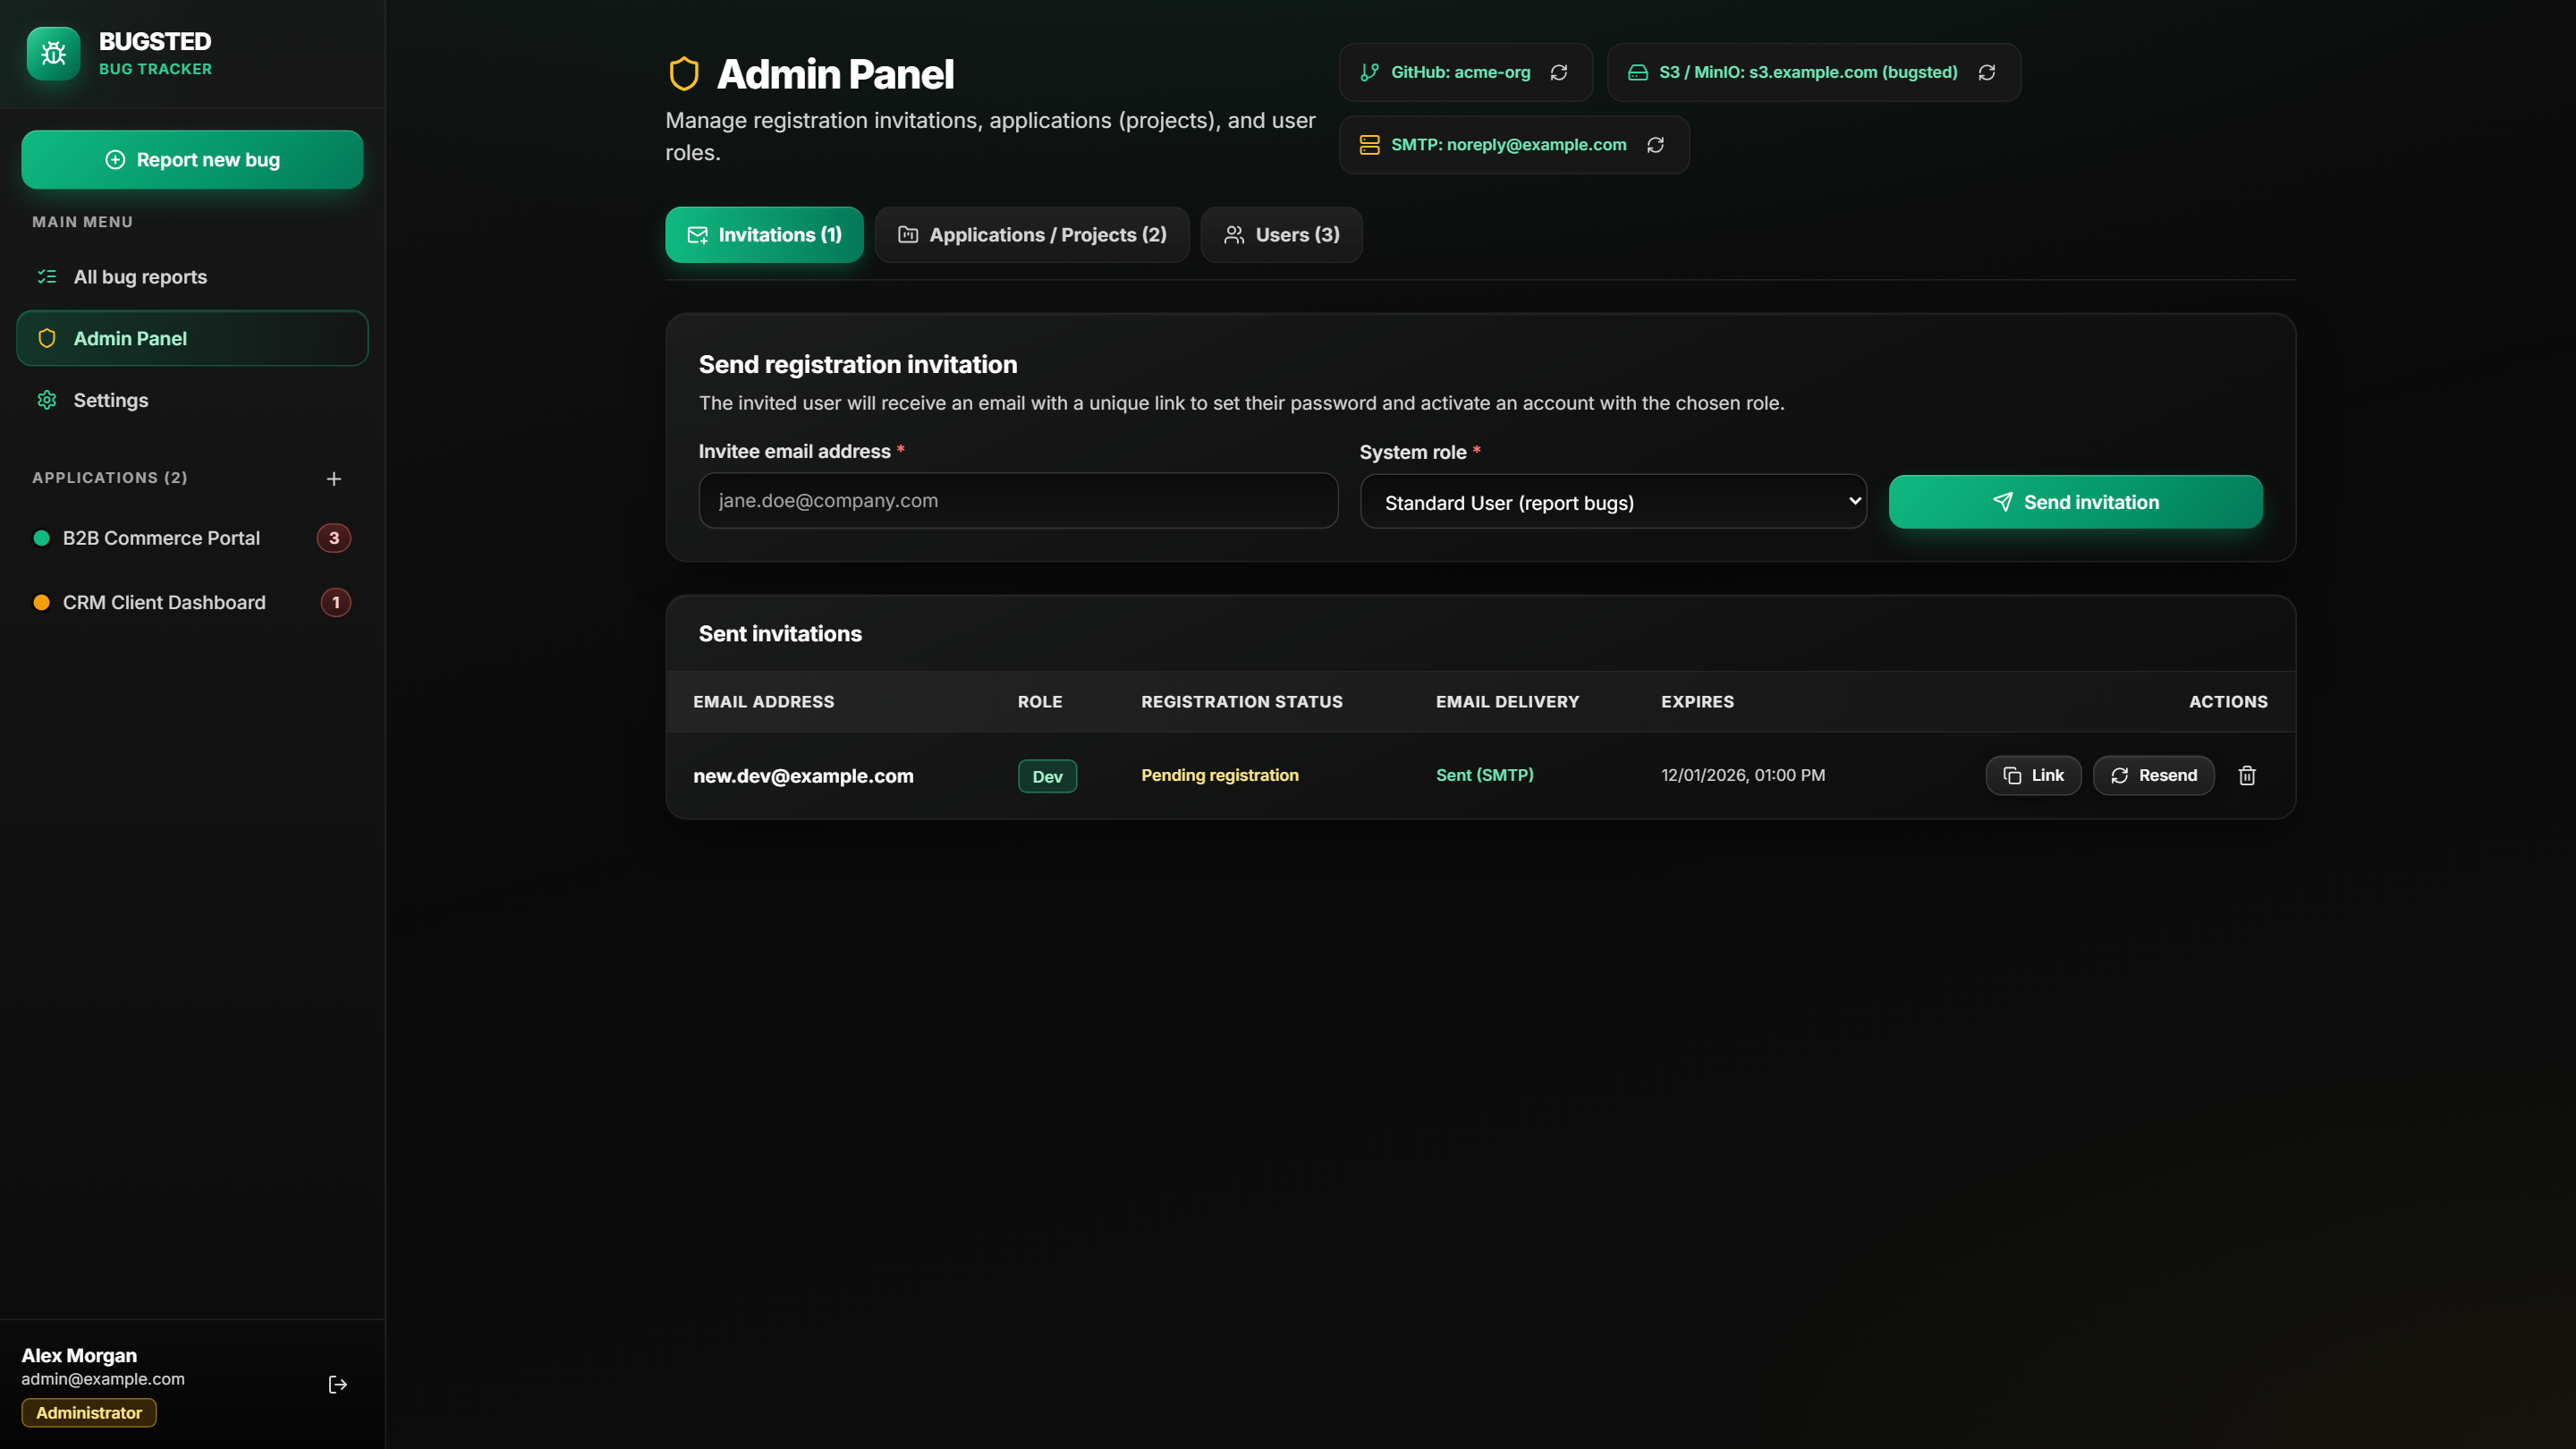 BUGSTED
BUG TRACKER
Report new bug
MAIN MENU
All bug reports
Admin Panel
Settings
APPLICATIONS (2)
B2B Commerce Portal 3
CRM Client Dashboard 1
Alex Morgan
admin@example.com
Administrator
Admin Panel
Manage registration invitations, applications (projects), and user
roles.
GitHub: acme-org
S3 / MinIO: s3.example.com (bugsted)
SMTP: noreply@example.com
Invitations (1)
Applications / Projects (2)
Users (3)
Send registration invitation
The invited user will receive an email with a unique link to set their password and activate an account with the chosen role.
Invitee email address *
jane.doe@company.com
System role *
Standard User (report bugs)
Send invitation
Sent invitations
EMAIL ADDRESS ROLE REGISTRATION STATUS EMAIL DELIVERY EXPIRES ACTIONS
new.dev@example.com Dev Pending registration Sent (SMTP) 12/01/2026, 01:00 PM Link Resend